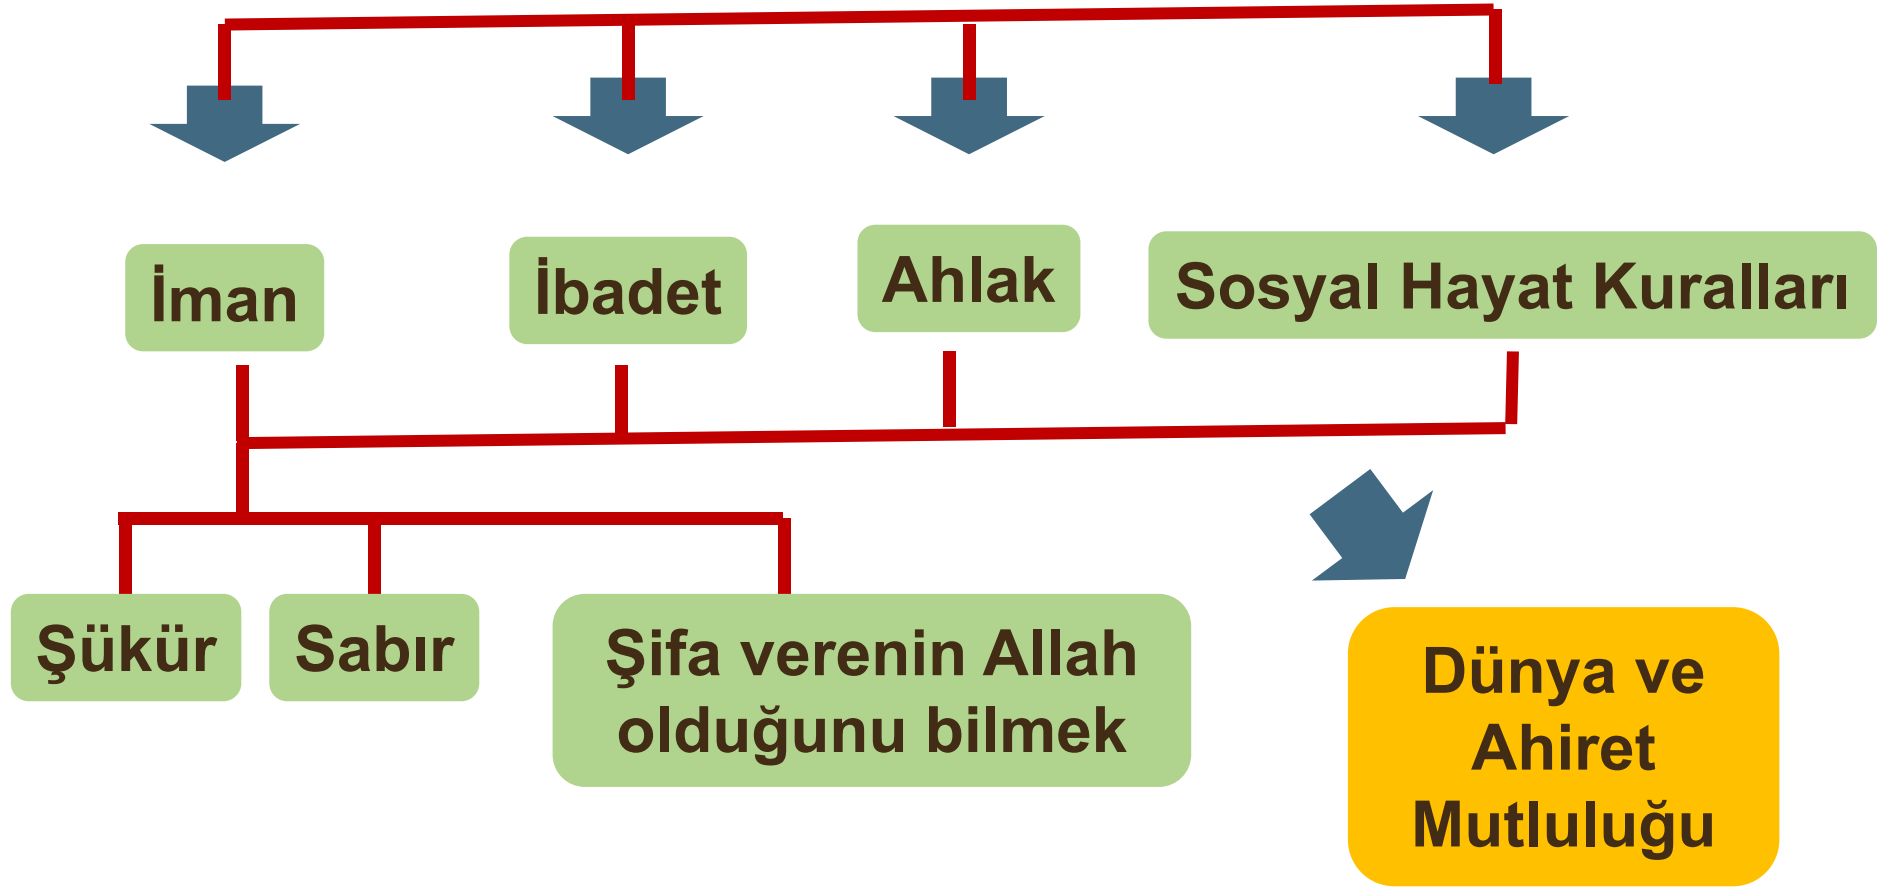 İman
İbadet
Ahlak
Sosyal Hayat Kuralları
Şükür
Sabır
Şifa verenin Allah
olduğunu bilmek
Dünya ve
Ahiret
Mutluluğu